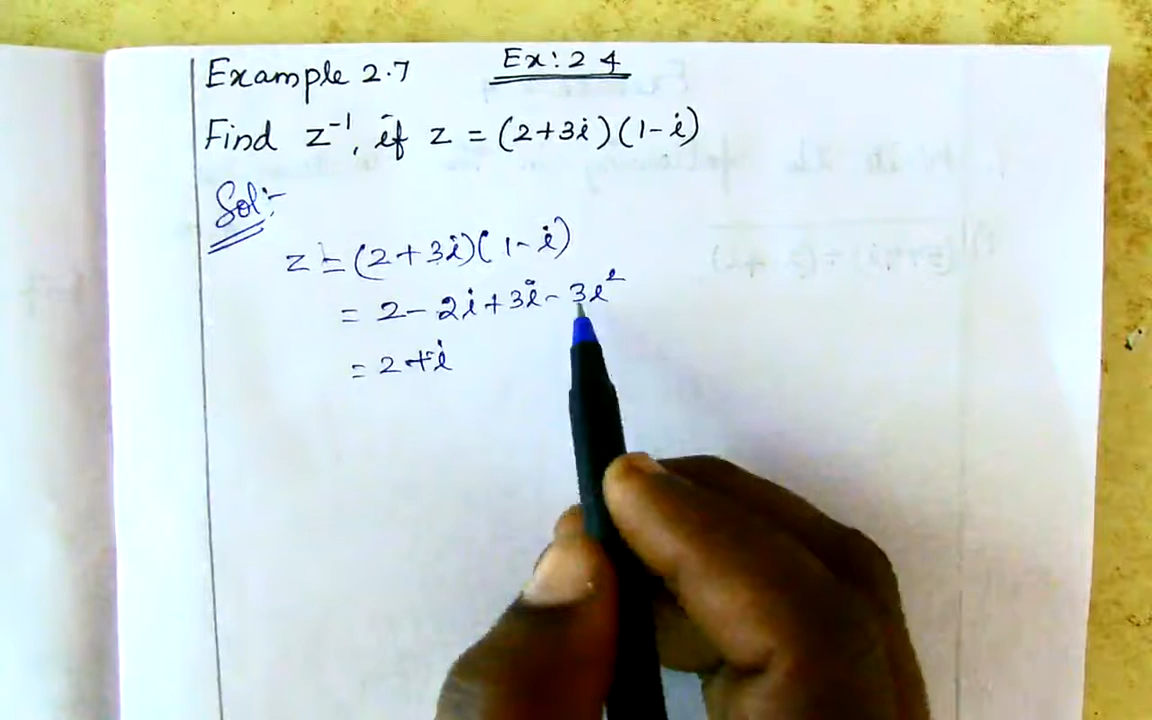 Example 2.7 Ex: 2 4
Find z⁻¹, if z = (2+3i)(1-i)
Sol:-
z = (2+3i)(1-i)
= 2-2i+3i-3i²
= 2+i